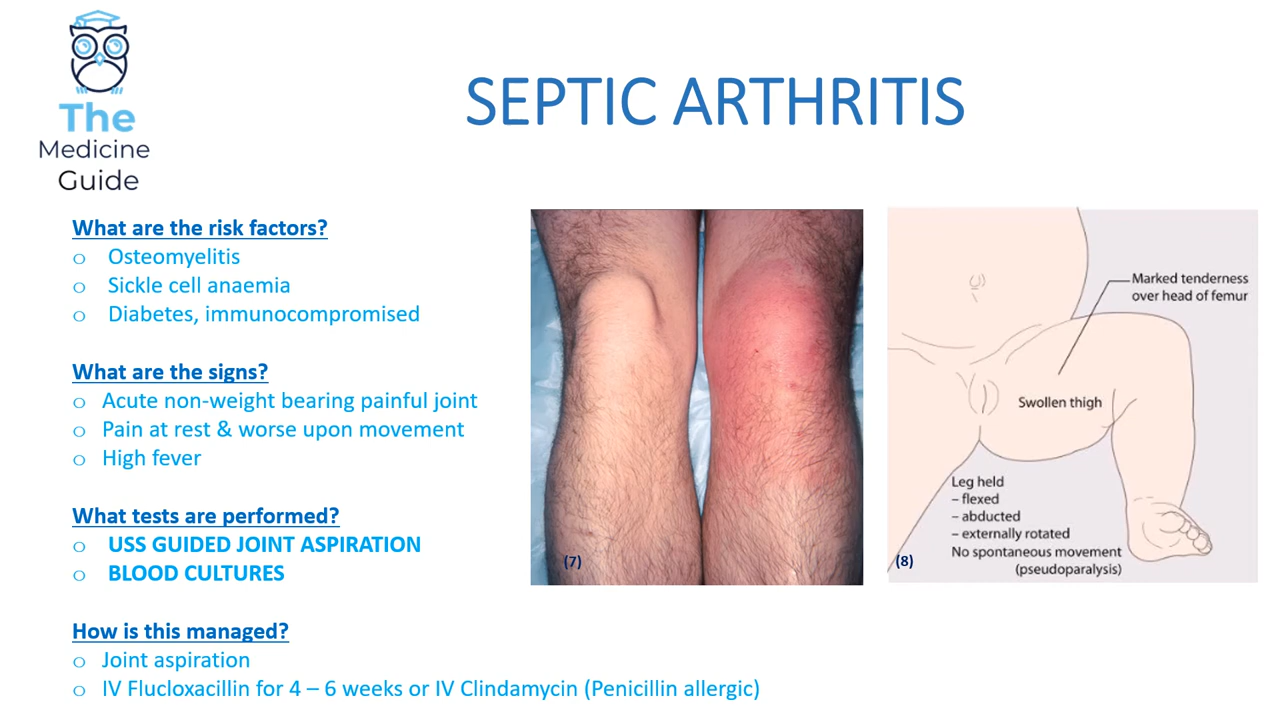 The
Medicine
Guide
SEPTIC ARTHRITIS
What are the risk factors?
o Osteomyelitis
o Sickle cell anaemia
o Diabetes, immunocompromised
What are the signs?
o Acute non-weight bearing painful joint
o Pain at rest & worse upon movement
o High fever
What tests are performed?
o USS GUIDED JOINT ASPIRATION
o BLOOD CULTURES
How is this managed?
o Joint aspiration
o IV Flucloxacillin for 4 – 6 weeks or IV Clindamycin (Penicillin allergic)
(7)
Marked tenderness
over head of femur
Swollen thigh
Leg held
– flexed
– abducted
– externally rotated
No spontaneous movement
(pseudoparalysis)
(8)